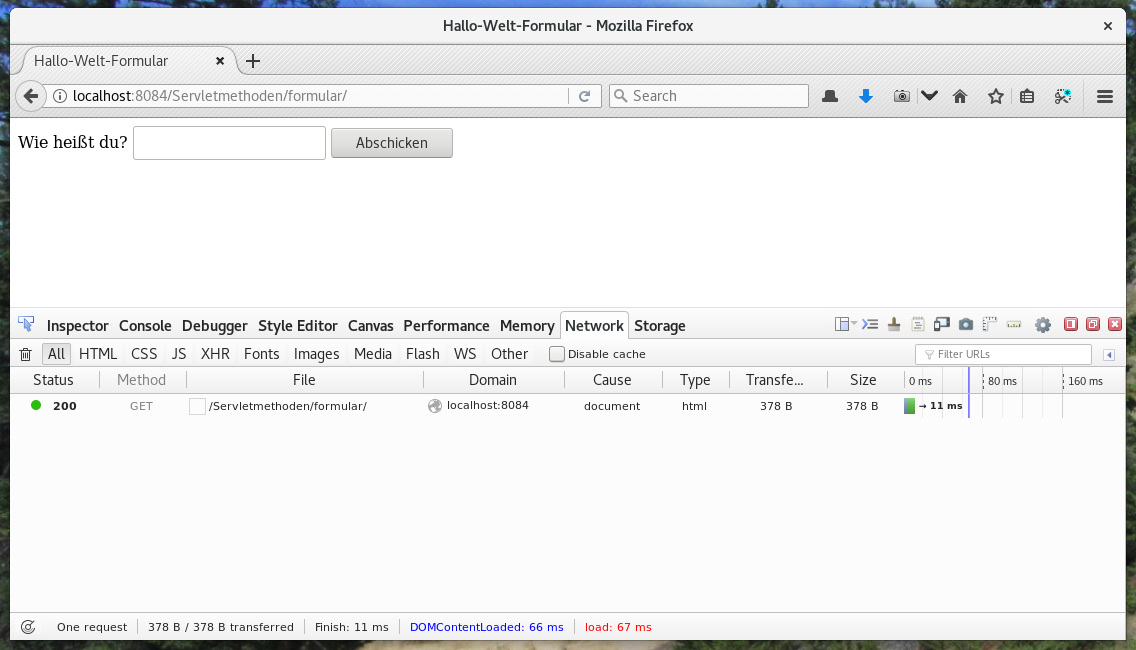 Hallo-Welt-Formular - Mozilla Firefox
Hallo-Welt-Formular
localhost:8084/Servletmethoden/formular/ Search
Wie heißt du? Abschicken
Inspector Console Debugger Style Editor Canvas Performance Memory Network Storage
All HTML CSS JS XHR Fonts Images Media Flash WS Other Disable cache Filter URLs
Status Method File Domain Cause Type Transfe... Size 0 ms 80 ms 160 ms
200 GET /Servletmethoden/formular/ localhost:8084 document html 378 B 378 B → 11 ms
One request 378 B / 378 B transferred Finish: 11 ms DOMContentLoaded: 66 ms load: 67 ms